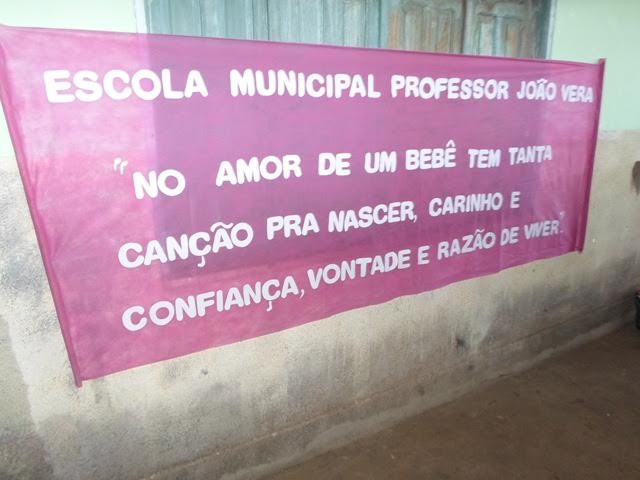 ESCOLA MUNICIPAL PROFESSOR JOÃO VERA
"NO AMOR DE UM BEBÊ TEM TANTA
CANÇÃO PRA NASCER, CARINHO E
CONFIANÇA, VONTADE E RAZÃO DE VIVER."